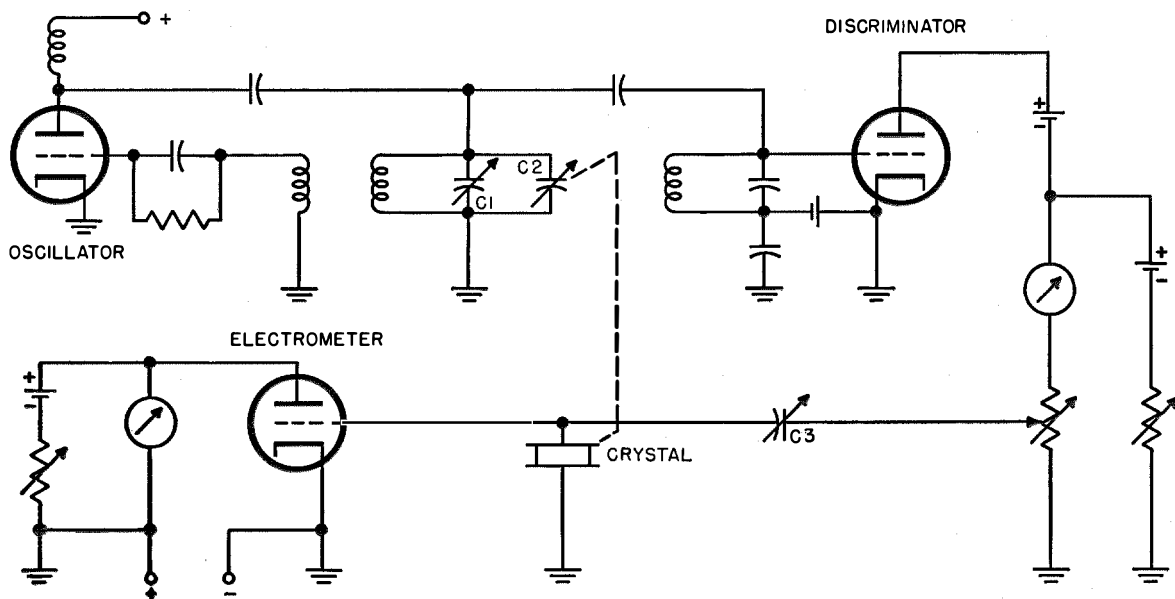 +
DISCRIMINATOR
+
-
C2
C1
OSCILLATOR
+
-
ELECTROMETER
+
-
C3
CRYSTAL
+
-